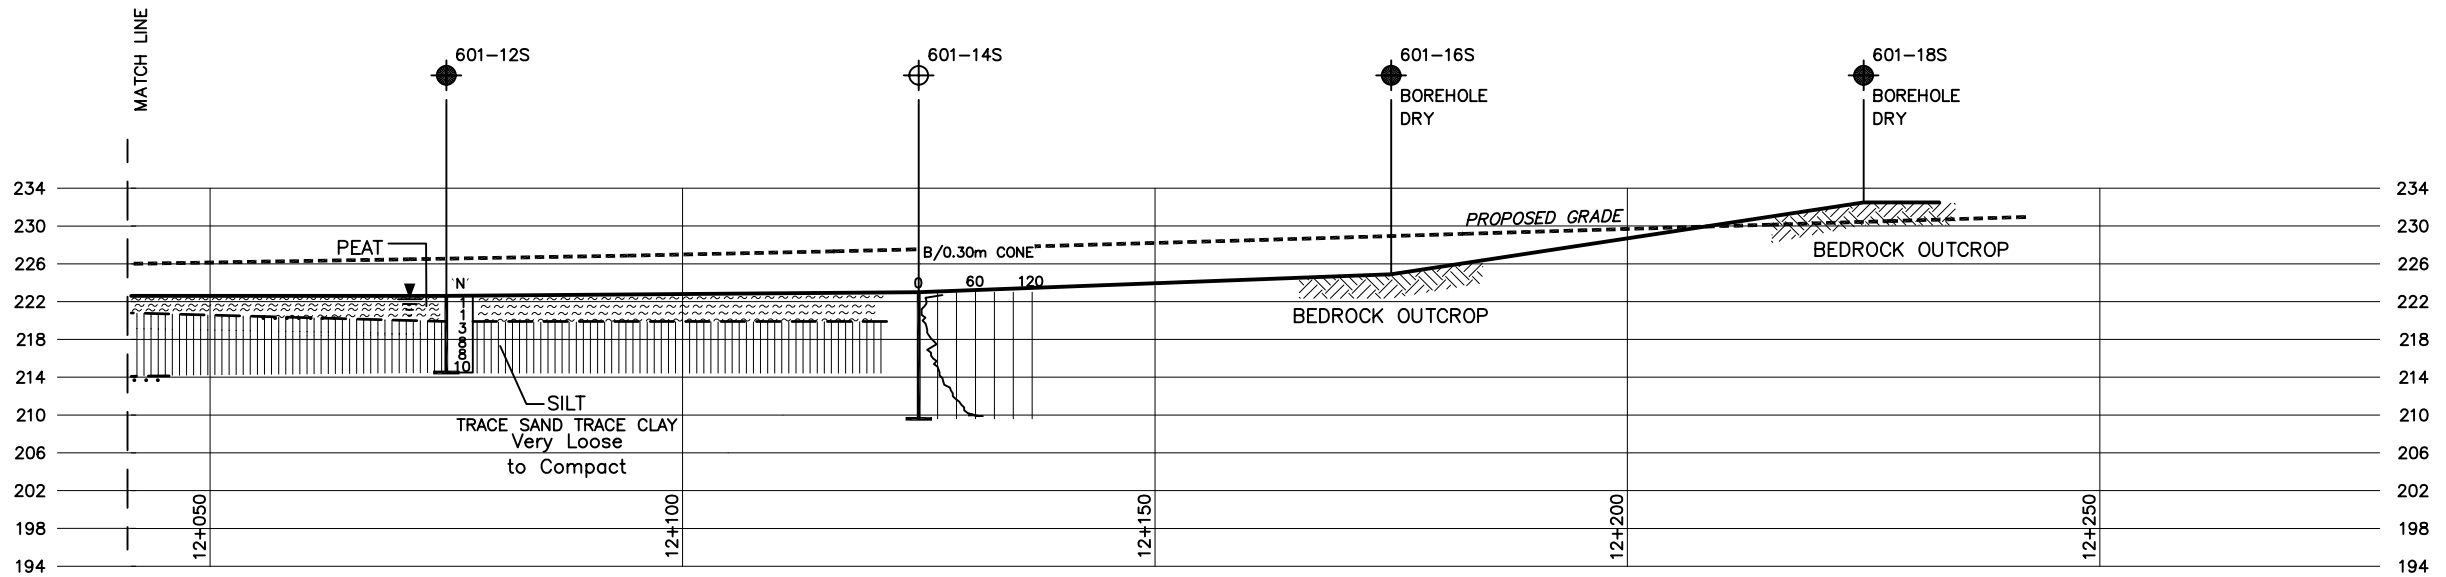 MATCH LINE
601-12S
601-14S
601-16S
BOREHOLE
DRY
601-18S
BOREHOLE
DRY
234
234
230
230
226
226
222
222
218
218
214
214
210
210
206
206
202
202
198
198
194
194
PROPOSED GRADE
PEAT
B/0.30m CONE
BEDROCK OUTCROP
'N'
0 60 120
1
1
3
8
8
10
BEDROCK OUTCROP
SILT
TRACE SAND TRACE CLAY
Very Loose
to Compact
12+050
12+100
12+150
12+200
12+250